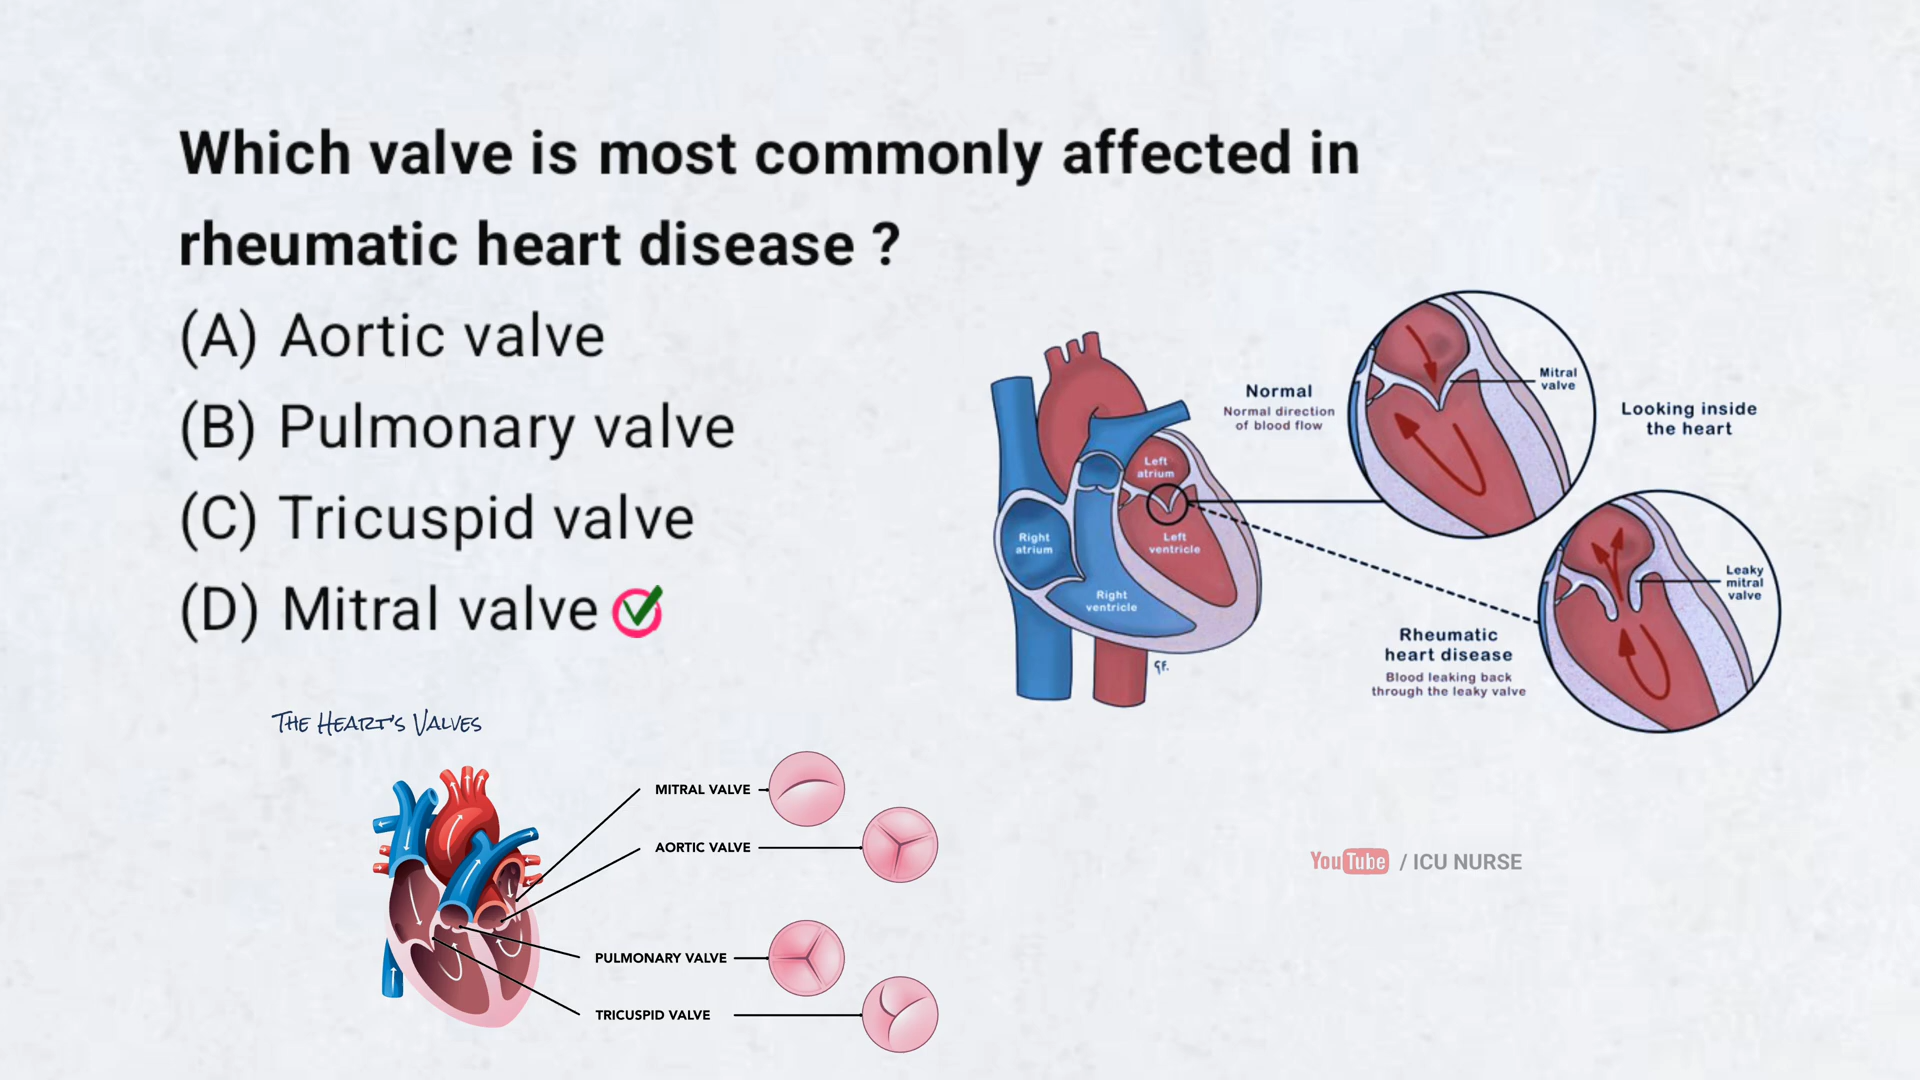 Which valve is most commonly affected in
rheumatic heart disease ?
(A) Aortic valve
(B) Pulmonary valve
(C) Tricuspid valve
(D) Mitral valve
Normal
Normal direction
of blood flow
Mitral
valve
Looking inside
the heart
Left
atrium
Right
atrium
Left
ventricle
Right
ventricle
Leaky
mitral
valve
Rheumatic
heart disease
Blood leaking back
through the leaky valve
GF.
THE HEART'S VALVES
MITRAL VALVE
AORTIC VALVE
PULMONARY VALVE
TRICUSPID VALVE
YouTube / ICU NURSE